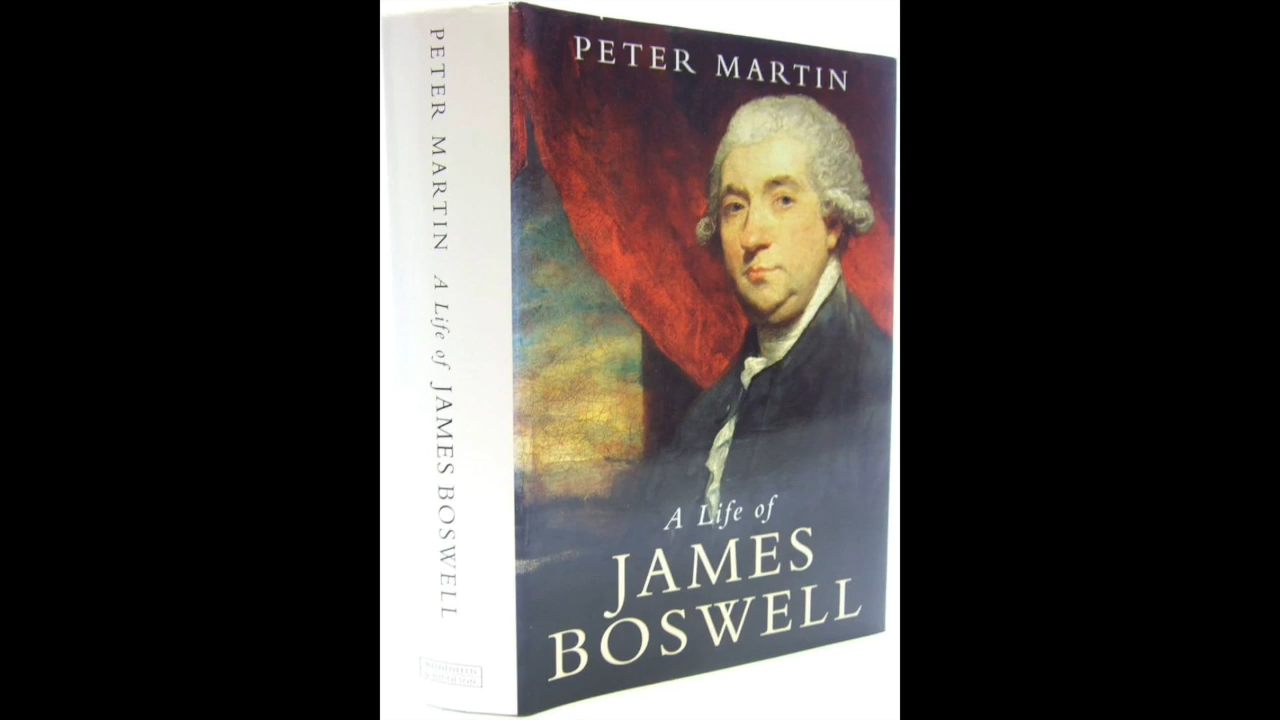 PETER MARTIN A Life of JAMES BOSWELL
PETER MARTIN
A Life of
JAMES
BOSWELL